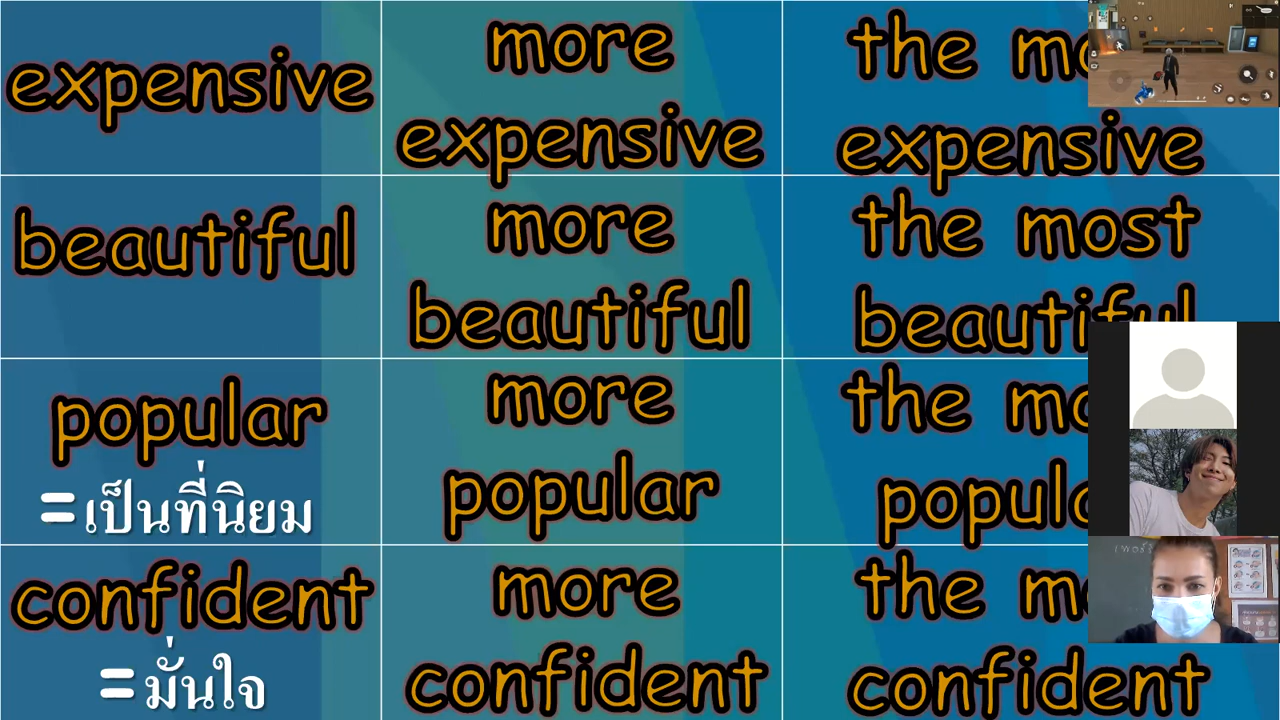 expensive
more
expensive
the
expensive
beautiful
more
beautiful
the most
beautiful
popular
=เป็นที่นิยม
more
popular
the
confident
=มั่นใจ
more
confident
the
confident